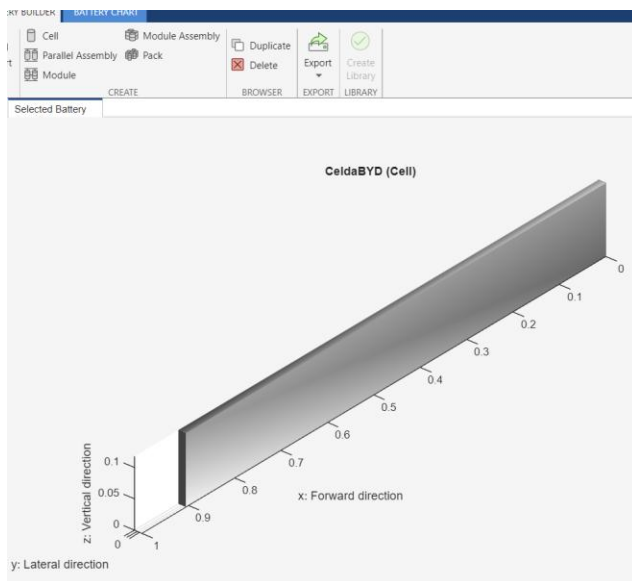 BATTERY CHART
Cell
Module Assembly
Parallel Assembly
Pack
Module
CREATE
Duplicate
Delete
BROWSER
Export
EXPORT
Create
Library
LIBRARY
Selected Battery
CeldaBYD (Cell)
0
0.1
0.2
0.3
0.4
0.5
0.6
0.7
0.8
0.9
1
x: Forward direction
0.1
0.05
0
z: Vertical direction
0
y: Lateral direction